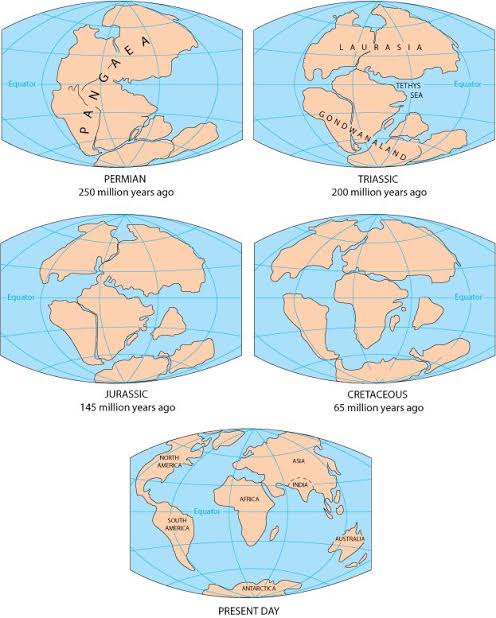 Equator
PANGAEA
PERMIAN
250 million years ago
LAURASIA
Equator
TETHYS
SEA
GONDWANALAND
TRIASSIC
200 million years ago
Equator
JURASSIC
145 million years ago
Equator
CRETACEOUS
65 million years ago
NORTH
AMERICA
ASIA
INDIA
AFRICA
Equator
SOUTH
AMERICA
AUSTRALIA
ANTARCTICA
PRESENT DAY